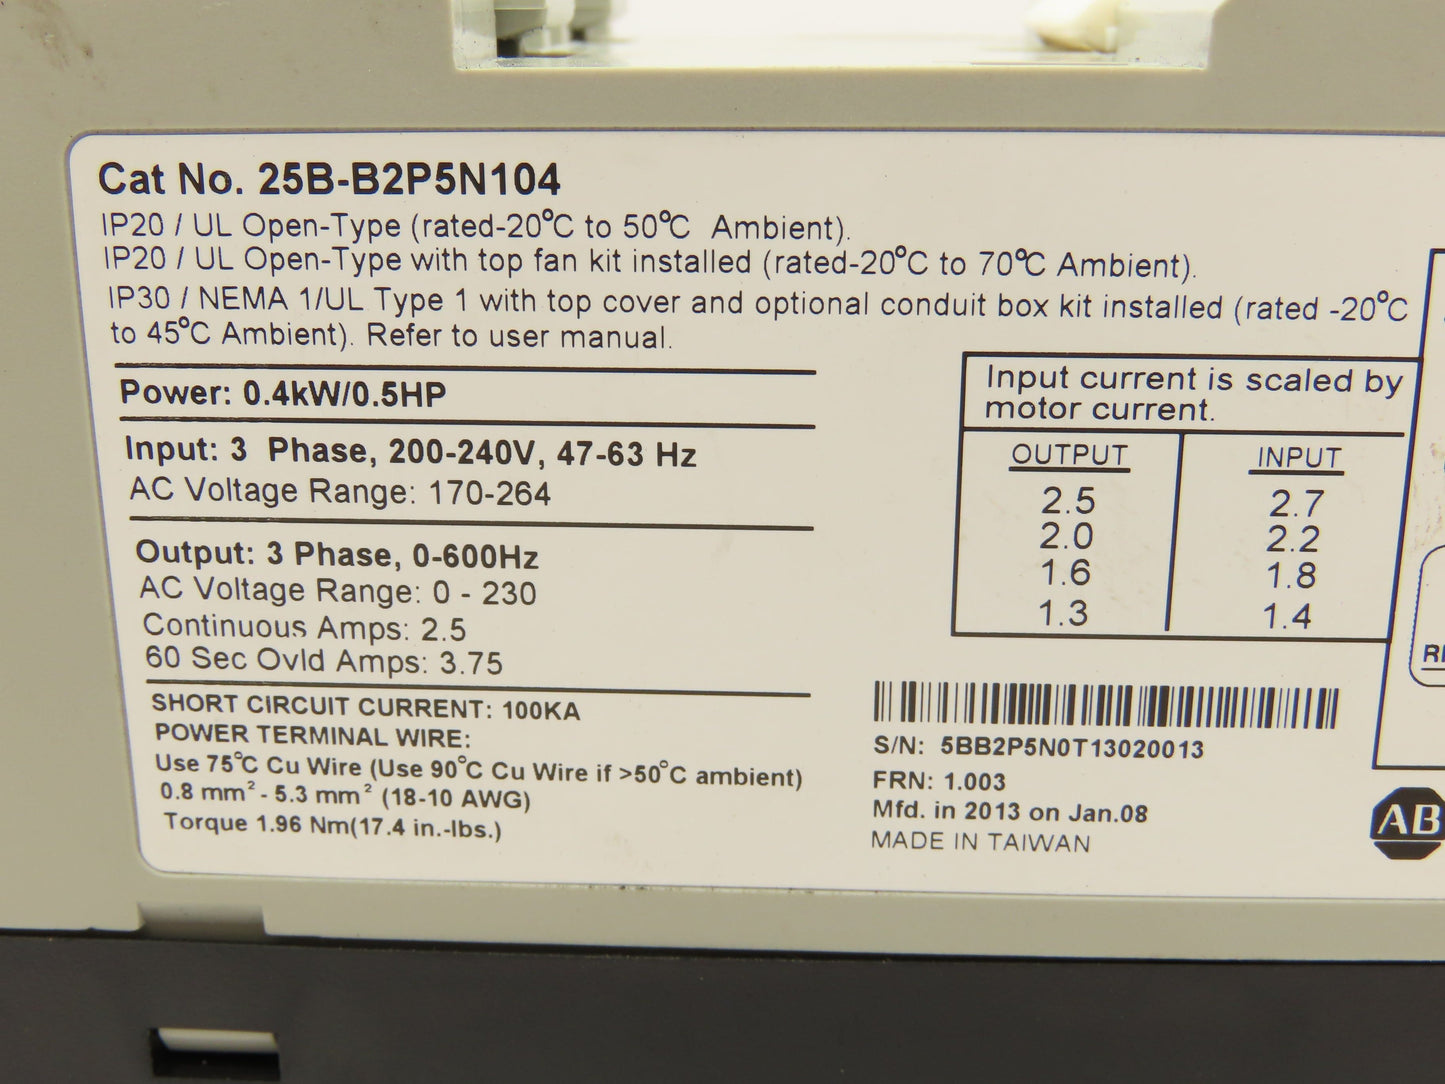 Cat No. 25B-B2P5N104
IP20 / UL Open-Type (rated-20°C to 50°C Ambient).
IP20 / UL Open-Type with top fan kit installed (rated-20°C to 70°C Ambient).
IP30 / NEMA 1/UL Type 1 with top cover and optional conduit box kit installed (rated -20°C
to 45°C Ambient). Refer to user manual.
Power: 0.4kW/0.5HP
Input: 3 Phase, 200-240V, 47-63 Hz
AC Voltage Range: 170-264
Output: 3 Phase, 0-600Hz
AC Voltage Range: 0 - 230
Continuous Amps: 2.5
60 Sec Ovld Amps: 3.75
SHORT CIRCUIT CURRENT: 100KA
POWER TERMINAL WIRE:
Use 75°C Cu Wire (Use 90°C Cu Wire if >50°C ambient)
0.8 mm² - 5.3 mm² (18-10 AWG)
Torque 1.96 Nm(17.4 in.-lbs.)
Input current is scaled by
motor current.
OUTPUT INPUT
2.5 2.7
2.0 2.2
1.6 1.8
1.3 1.4
S/N: 5BB2P5N0T13020013
FRN: 1.003
Mfd. in 2013 on Jan.08
MADE IN TAIWAN
AB